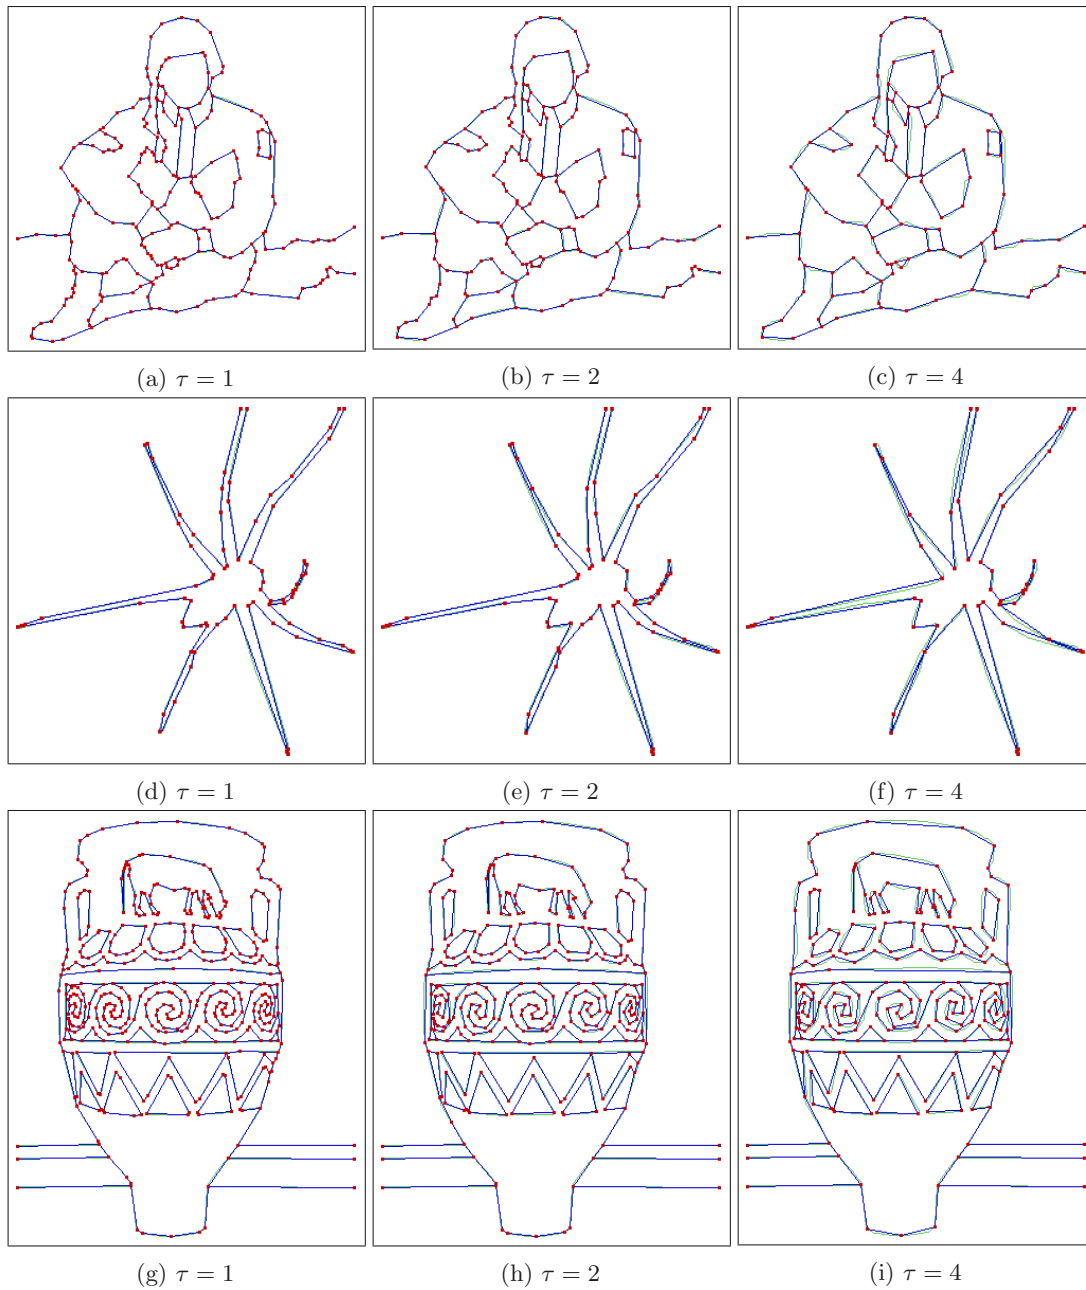 (a) τ = 1
(b) τ = 2
(c) τ = 4
(d) τ = 1
(e) τ = 2
(f) τ = 4
(g) τ = 1
(h) τ = 2
(i) τ = 4